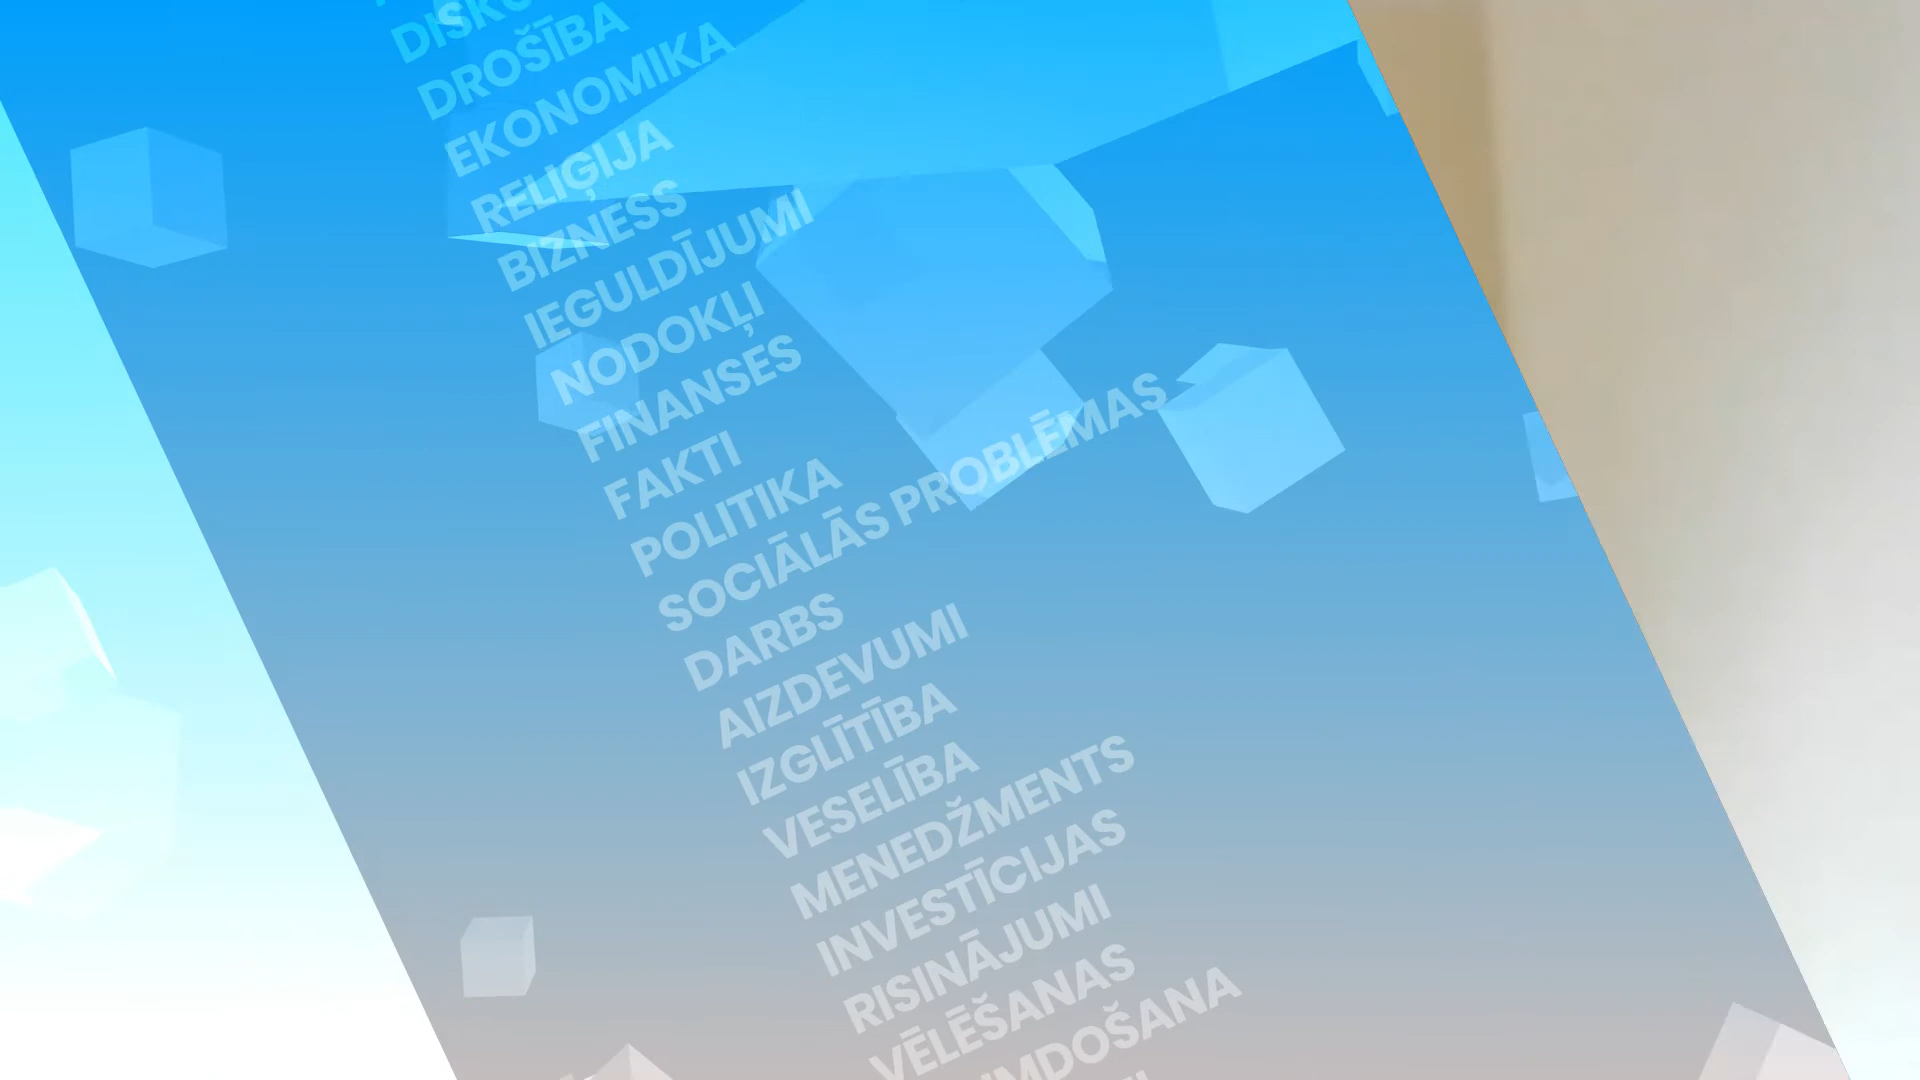 DROŠĪBA
EKONOMIKA
RELIĢIJA
BIZNESS
IEGULDĪJUMI
NODOKĻI
FINANSES
FAKTI
POLITIKA
SOCIĀLĀS PROBLĒMAS
DARBS
AIZDEVUMI
IZGLĪTĪBA
VESELĪBA
MENEDŽMENTS
INVESTĪCIJAS
RISINĀJUMI
VĒLĒŠANAS